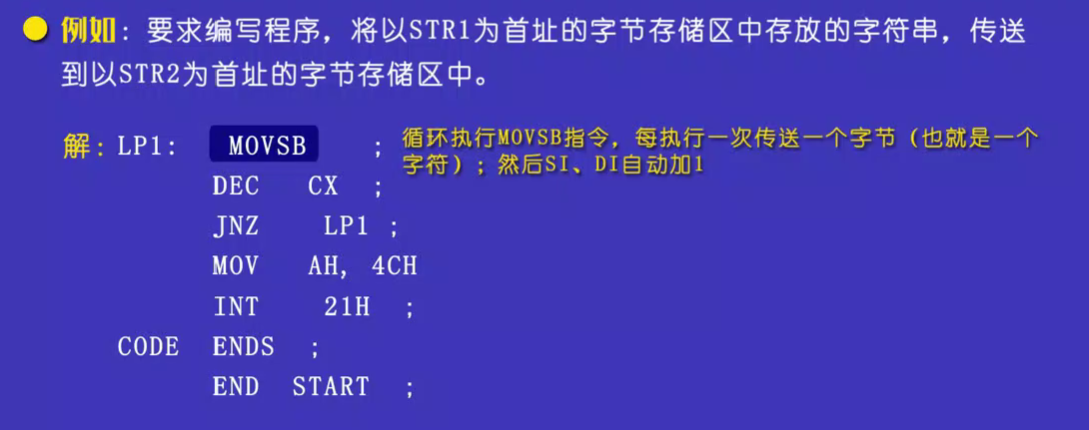 例如：要求编写程序，将以STR1为首址的字节存储区中存放的字符串，传送
到以STR2为首址的字节存储区中。
解：LP1： MOVSB ； 循环执行MOVSB指令，每执行一次传送一个字节（也就是一个
字符）；然后SI、DI自动加1
DEC CX ；
JNZ LP1 ；
MOV AH, 4CH
INT 21H ；
CODE ENDS ；
END START ；